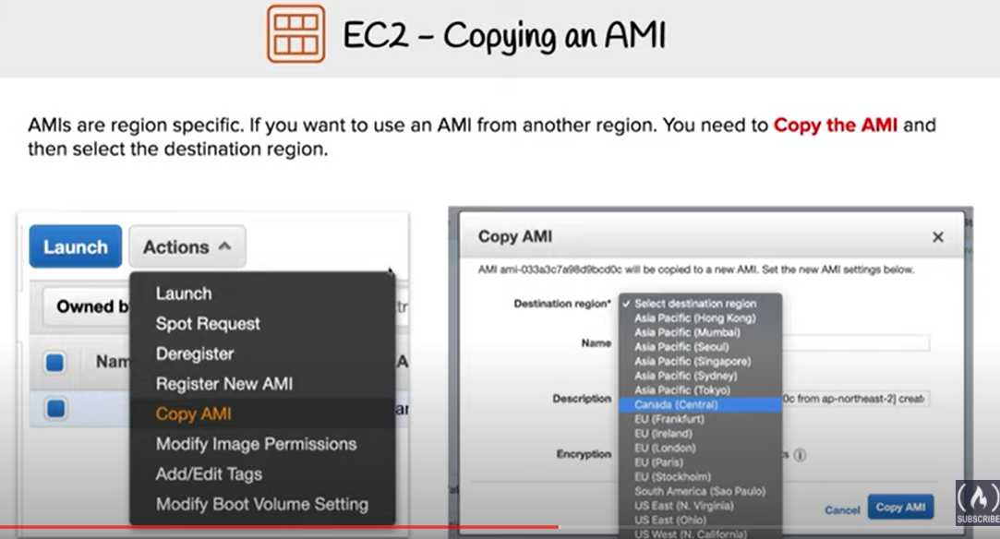 EC2 – Copying an AMI
AMIs are region specific. If you want to use an AMI from another region. You need to Copy the AMI and
then select the destination region.
Launch
Actions
Owned b
Nam
A
Launch
Spot Request
Deregister
Register New AMI
Copy AMI
Modify Image Permissions
Add/Edit Tags
Modify Boot Volume Setting
Copy AMI
AMI ami-033a3c7a98d9bcd0c will be copied to a new AMI. Set the new AMI settings below.
Destination region*
Select destination region
Asia Pacific (Hong Kong)
Asia Pacific (Mumbai)
Asia Pacific (Seoul)
Asia Pacific (Singapore)
Asia Pacific (Sydney)
Asia Pacific (Tokyo)
Canada (Central)
EU (Frankfurt)
EU (Ireland)
EU (London)
EU (Paris)
EU (Stockholm)
South America (Sao Paulo)
US East (N. Virginia)
US East (Ohio)
US West (N. California)
Name
Description
0c from ap-northeast-2] creat
Encryption
Cancel
Copy AMI
SUBSCRIBE